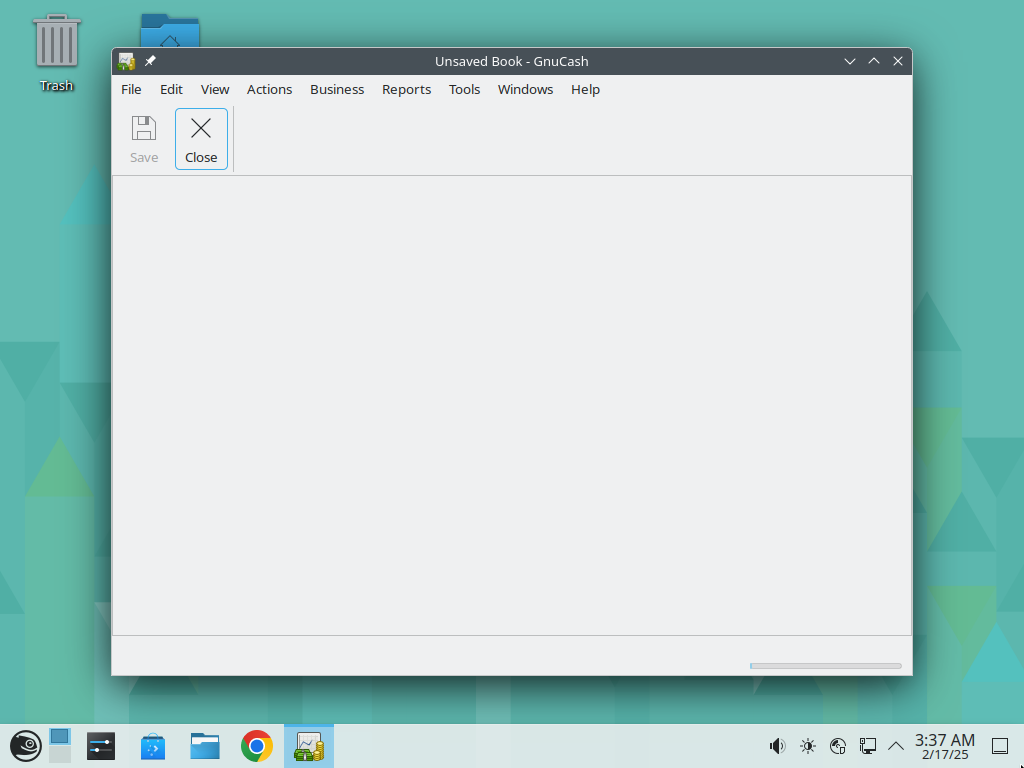 Trash
Unsaved Book - GnuCash
File Edit View Actions Business Reports Tools Windows Help
Save Close
3:37 AM
2/17/25